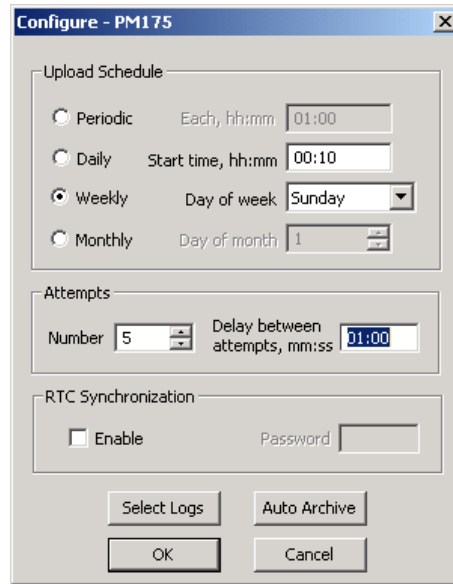 Configure - PM175
Upload Schedule
Periodic Each, hh:mm 01:00
Daily Start time, hh:mm 00:10
Weekly Day of week Sunday
Monthly Day of month 1
Attempts
Number 5 Delay between
attempts, mm:ss 01:00
RTC Synchronization
Enable Password
Select Logs Auto Archive
OK Cancel